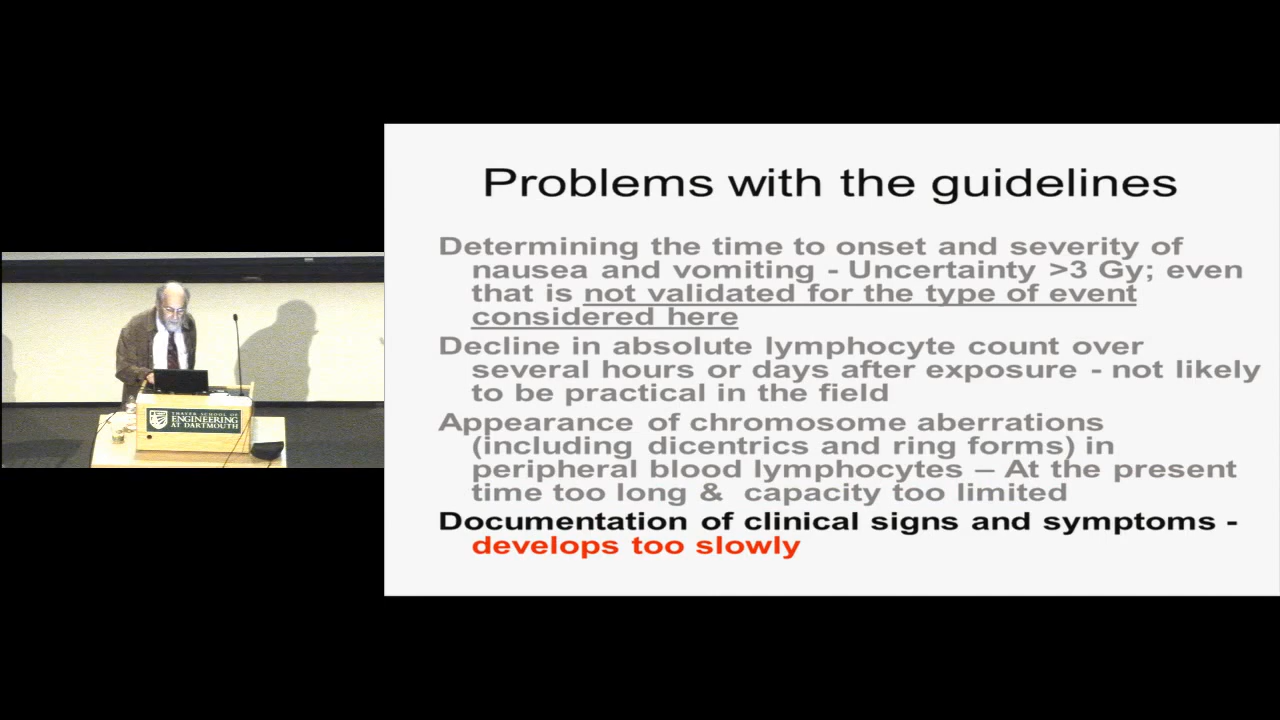 Problems with the guidelines
Determining the time to onset and severity of
nausea and vomiting - Uncertainty >3 Gy; even
that is not validated for the type of event
considered here
Decline in absolute lymphocyte count over
several hours or days after exposure - not likely
to be practical in the field
Appearance of chromosome aberrations
(including dicentrics and ring forms) in
peripheral blood lymphocytes – At the present
time too long & capacity too limited
Documentation of clinical signs and symptoms -
develops too slowly
THAYER SCHOOL OF
ENGINEERING
AT DARTMOUTH